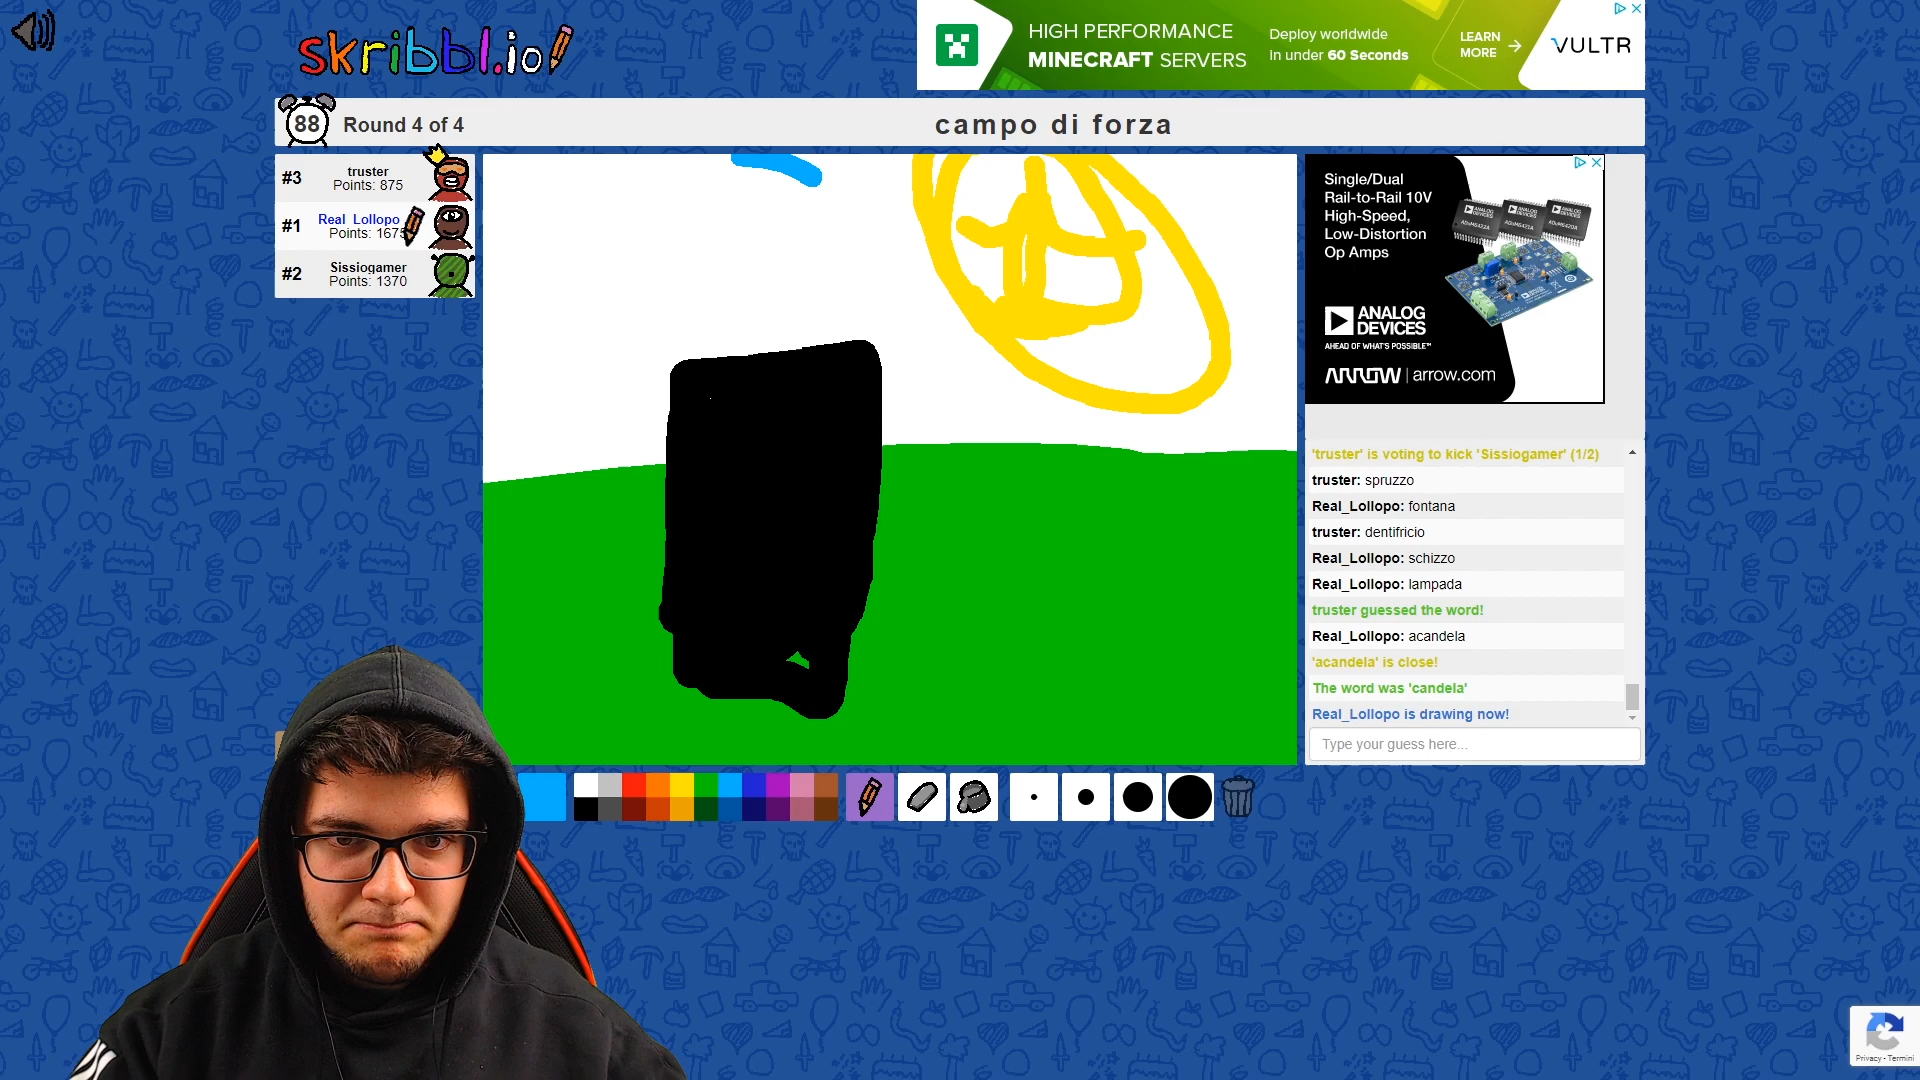 skribbl.io
HIGH PERFORMANCE
MINECRAFT SERVERS
Deploy worldwide
in under 60 Seconds
LEARN
MORE
VULTR
88
Round 4 of 4
campo di forza
#3
truster
Points: 875
#1
Real_Lollopo
Points: 1675
#2
Sissiogamer
Points: 1370
Single/Dual
Rail-to-Rail 10V
High-Speed,
Low-Distortion
Op Amps
ANALOG
DEVICES
AHEAD OF WHAT'S POSSIBLE™
ARROW | arrow.com
'truster' is voting to kick 'Sissiogamer' (1/2)
truster: spruzzo
Real_Lollopo: fontana
truster: dentifricio
Real_Lollopo: schizzo
Real_Lollopo: lampada
truster guessed the word!
Real_Lollopo: acandela
'acandela' is close!
The word was 'candela'
Real_Lollopo is drawing now!
Type your guess here...
Privacy - Termini